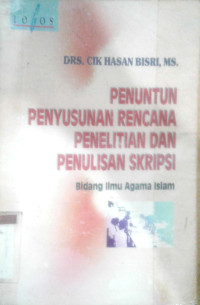 LOGOS
DRS. CIK HASAN BISRI, MS.
PENUNTUN
PENYUSUNAN RENCANA
PENELITIAN DAN
PENULISAN SKRIPSI
Bidang Ilmu Agama Islam